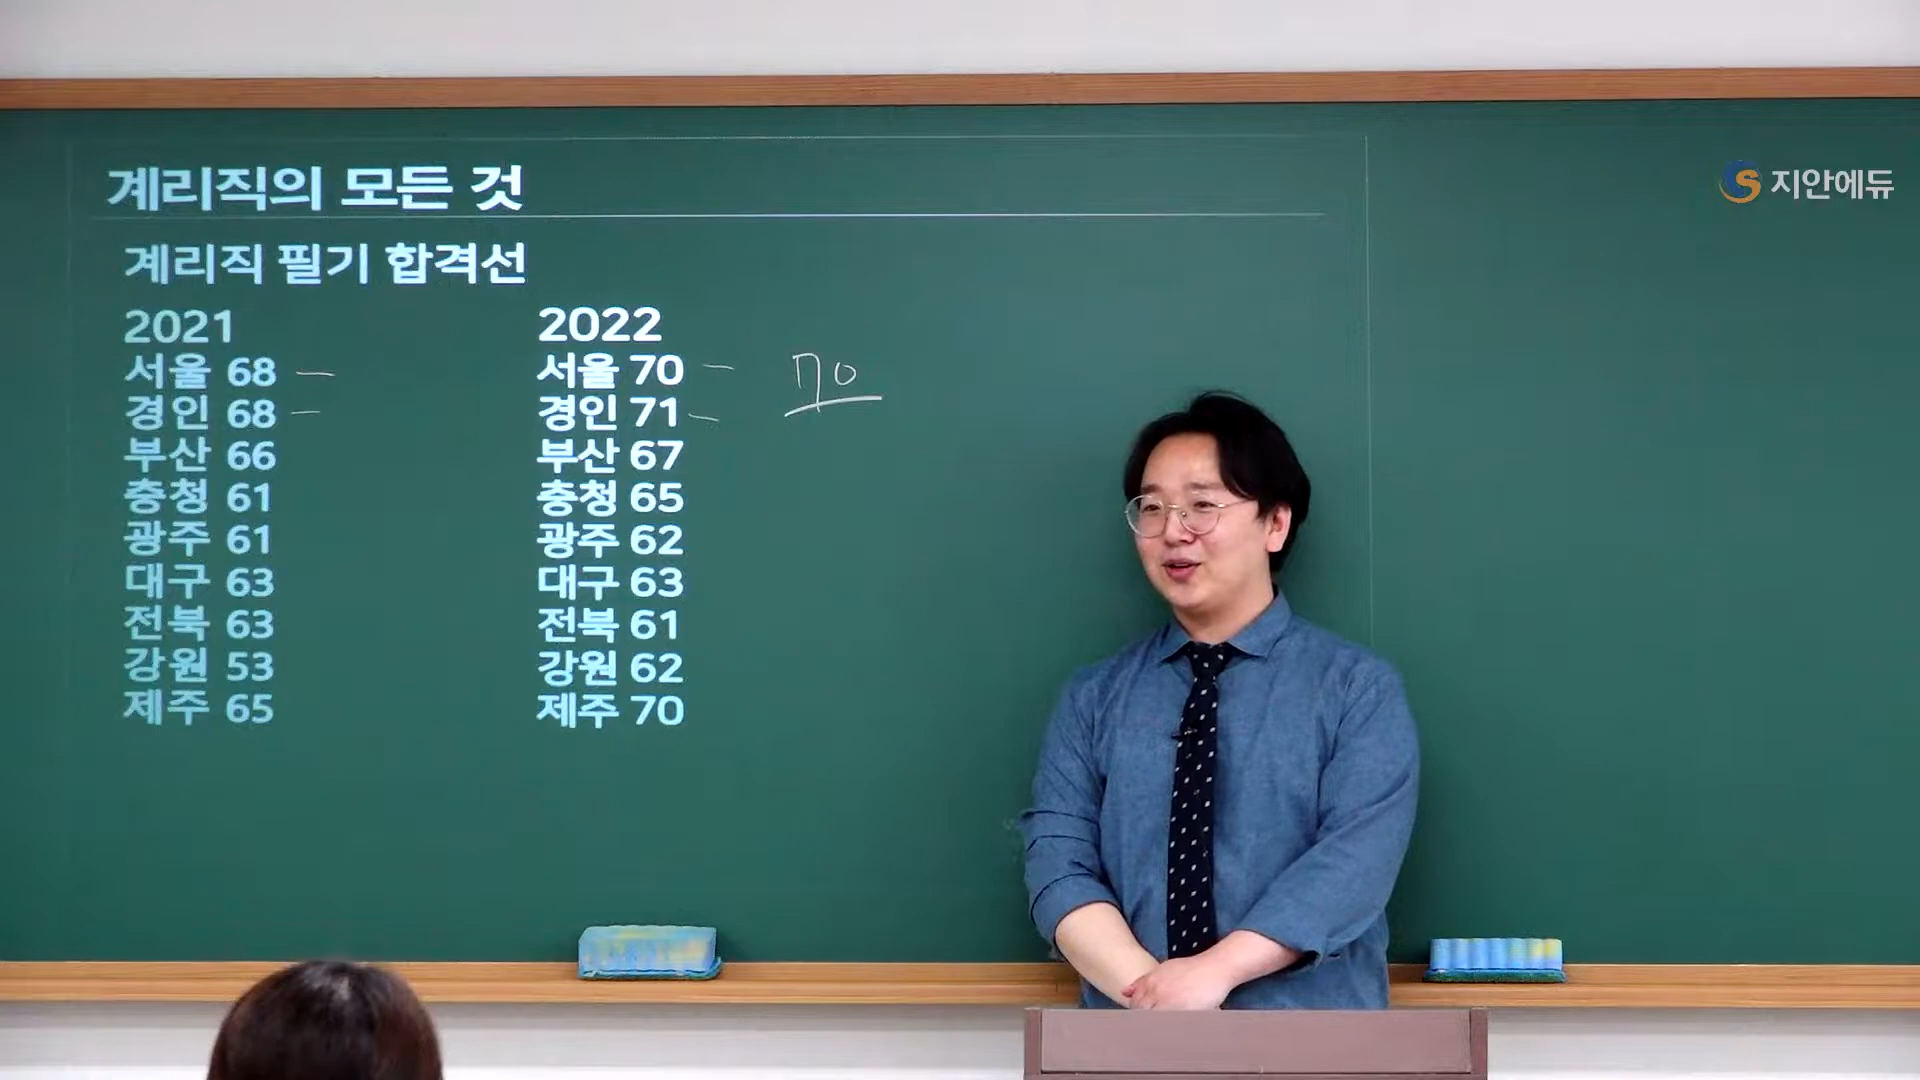 계리직의 모든 것
지안에듀
계리직 필기 합격선
2021
서울 68 -
경인 68 -
부산 66
충청 61
광주 61
대구 63
전북 63
강원 53
제주 65
2022
서울 70 -
경인 71 -
부산 67
충청 65
광주 62
대구 63
전북 61
강원 62
제주 70
70